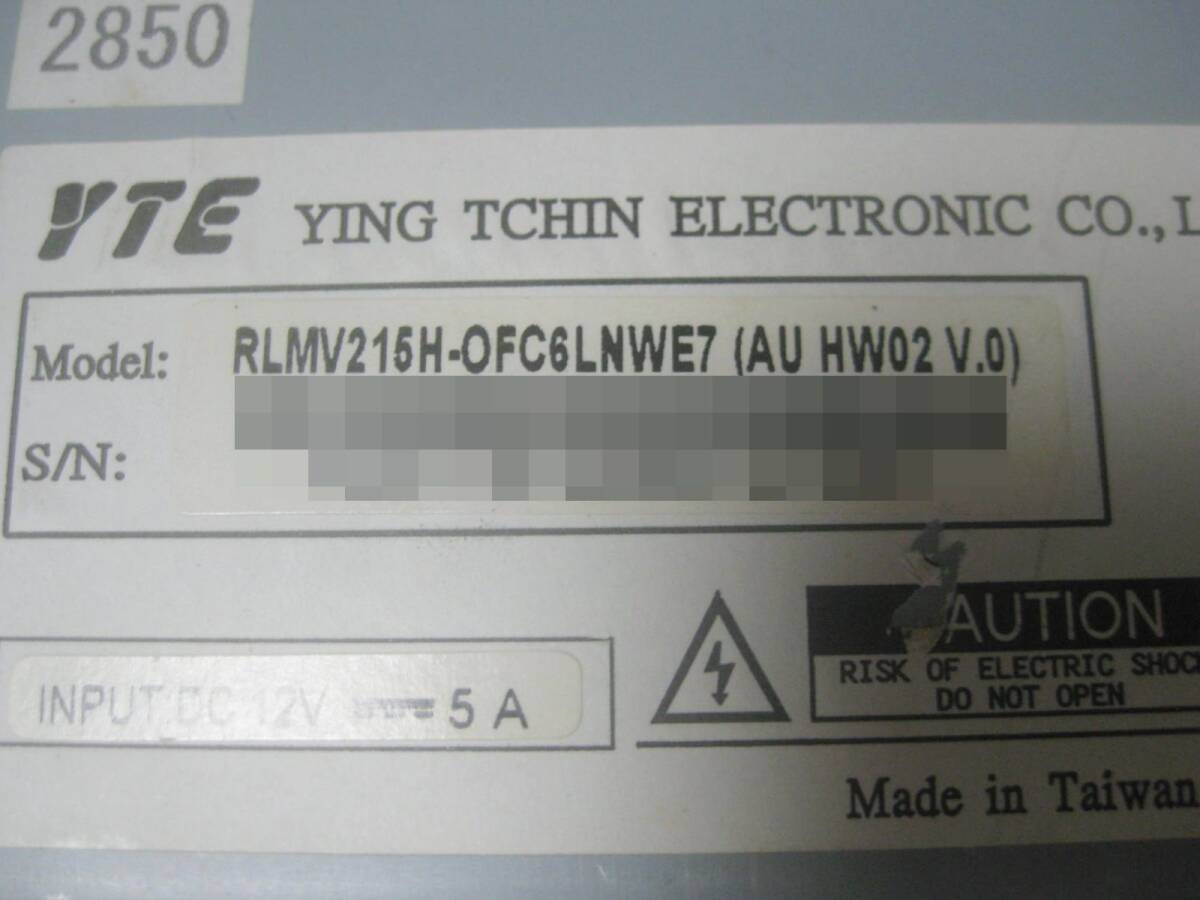 2850
YTE YING TCHIN ELECTRONIC CO., L
Model: RLMV215H-OFC6LNWE7 (AU HW02 V.0)
S/N:
INPUT DC 12V 5 A
AUTION
RISK OF ELECTRIC SHOC
DO NOT OPEN
Made in Taiwan